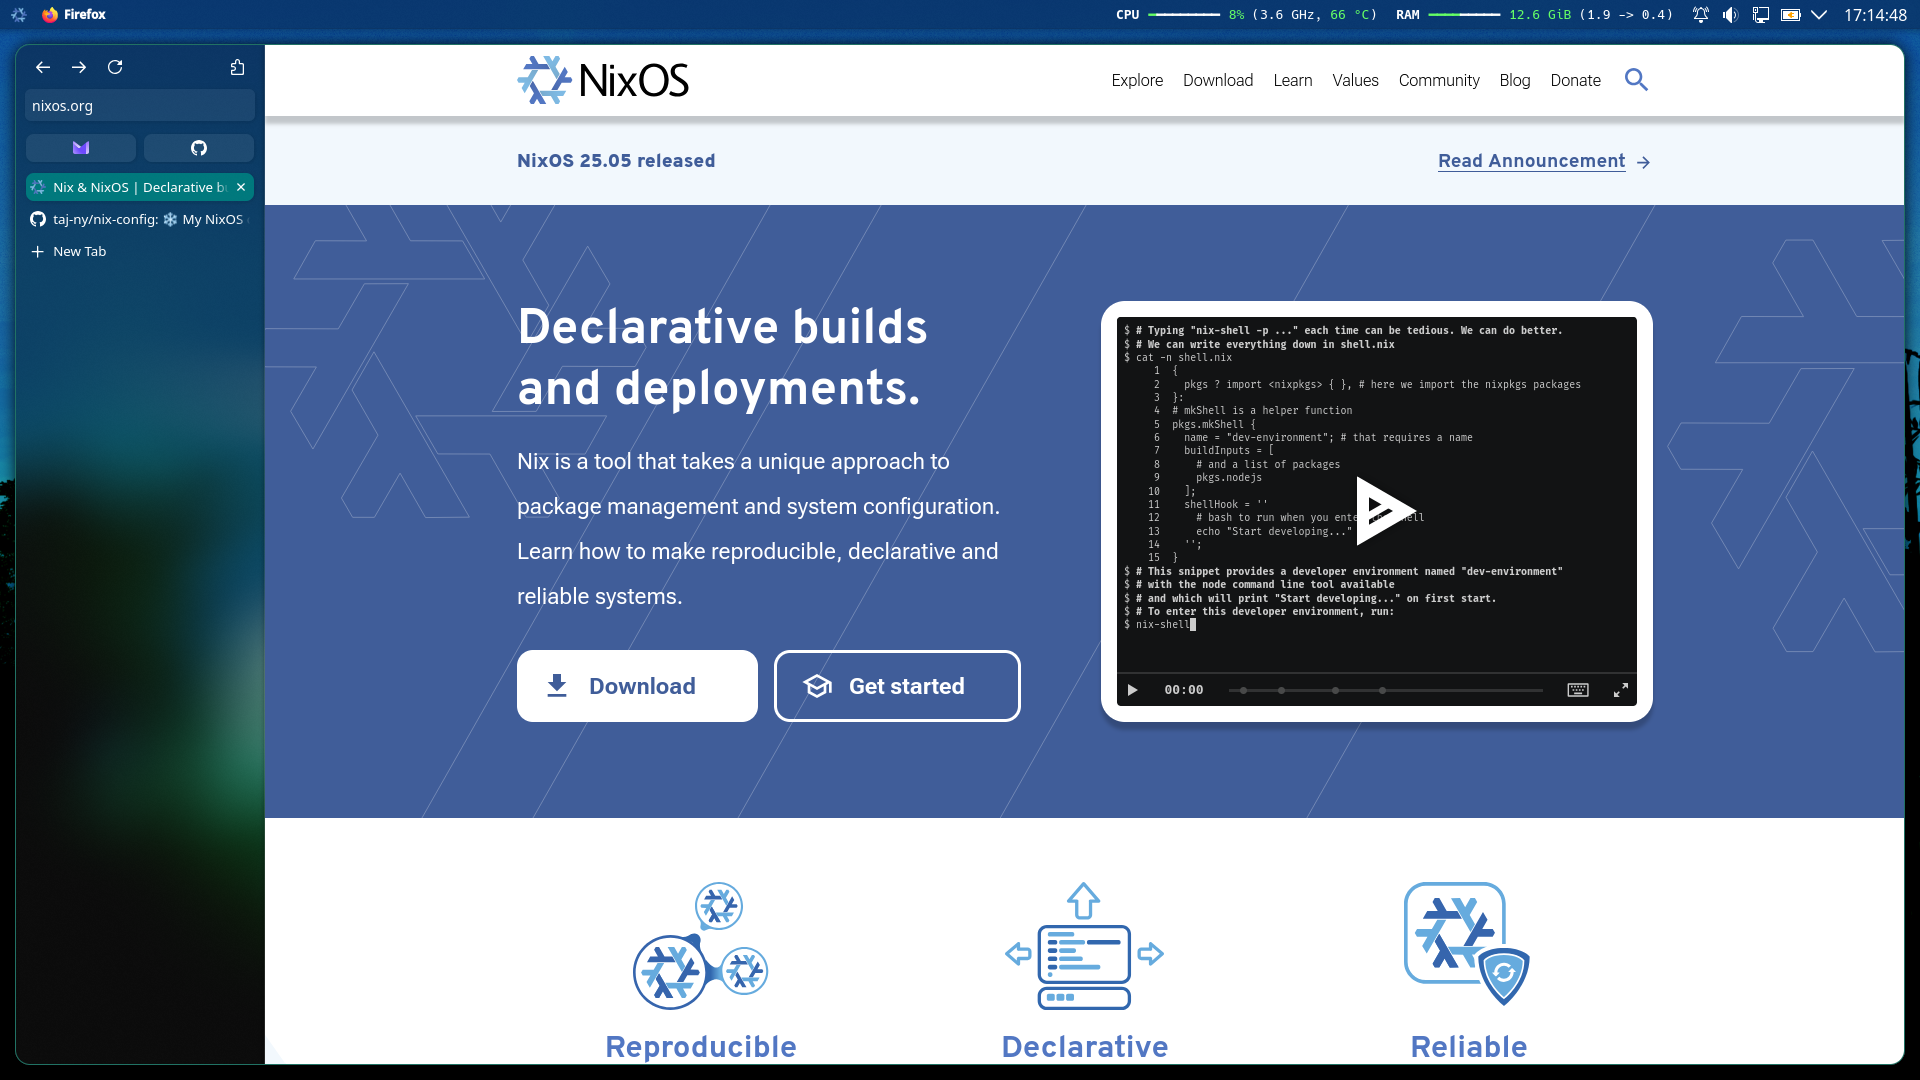 Firefox
CPU 8% (3.6 GHz, 66 °C) RAM 12.6 GiB (1.9 -> 0.4) 17:14:48
nixos.org
Nix & NixOS | Declarative b
taj-ny/nix-config: ❄️ My NixOS
New Tab
NixOS
Explore Download Learn Values Community Blog Donate
NixOS 25.05 released
Read Announcement →
Declarative builds
and deployments.
Nix is a tool that takes a unique approach to
package management and system configuration.
Learn how to make reproducible, declarative and
reliable systems.
Download
Get started
$ # Typing "nix-shell -p ..." each time can be tedious. We can do better.
$ # We can write everything down in shell.nix
$ cat -n shell.nix
1 {
2 pkgs ? import <nixpkgs> { }, # here we import the nixpkgs packages
3 }:
4 # mkShell is a helper function
5 pkgs.mkShell {
6 name = "dev-environment"; # that requires a name
7 buildInputs = [
8 # and a list of packages
9 pkgs.nodejs
10 ];
11 shellHook = ''
12 # bash to run when you
13 echo "Start developing..."
14 '';
15 }
$ # This snippet provides a developer environment named "dev-environment"
$ # with the node command line tool available
$ # and which will print "Start developing..." on first start.
$ # To enter this developer environment, run:
$ nix-shell
00:00
Reproducible
Declarative
Reliable